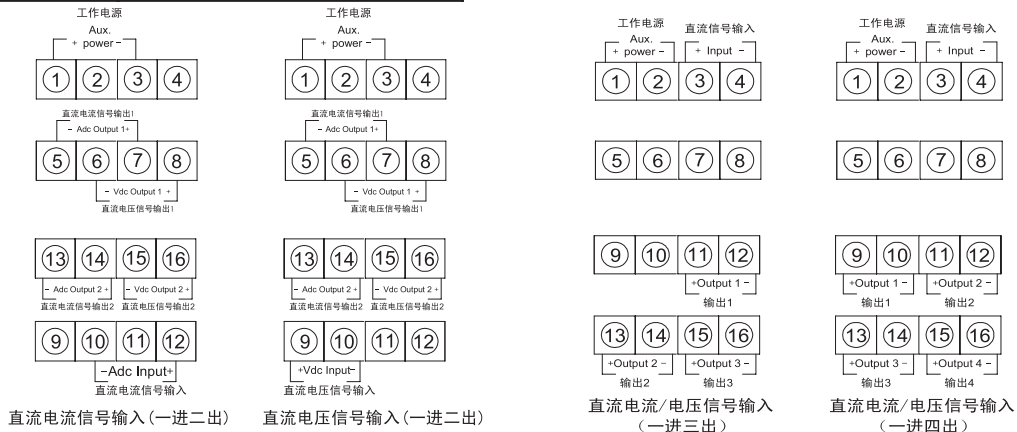 工作电源
Aux.
+ power -
① ② ③ ④
直流电流信号输出1
- Adc Output 1+
⑤ ⑥ ⑦ ⑧
- Vdc Output 1 +
直流电压信号输出1
⑬ ⑭ ⑮ ⑯
- Adc Output 2 + - Vdc Output 2 +
直流电流信号输出2 直流电压信号输出2
⑨ ⑩ ⑪ ⑫
-Adc Input+
直流电流信号输入
直流电流信号输入(一进二出)
工作电源
Aux.
+ power -
① ② ③ ④
直流电流信号输出1
- Adc Output 1+
⑤ ⑥ ⑦ ⑧
- Vdc Output 1 +
直流电压信号输出1
⑬ ⑭ ⑮ ⑯
- Adc Output 2 + - Vdc Output 2 +
直流电流信号输出2 直流电压信号输出2
⑨ ⑩ ⑪ ⑫
+Vdc Input-
直流电压信号输入
直流电压信号输入(一进二出)
工作电源 直流信号输入
Aux.
+ power - + Input -
① ② ③ ④
⑤ ⑥ ⑦ ⑧
⑨ ⑩ ⑪ ⑫
+Output 1 -
输出1
⑬ ⑭ ⑮ ⑯
+Output 2 - +Output 3 -
输出2 输出3
直流电流/电压信号输入
(一进三出)
工作电源 直流信号输入
Aux.
+ power - + Input -
① ② ③ ④
⑤ ⑥ ⑦ ⑧
⑨ ⑩ ⑪ ⑫
+Output 1 - +Output 2 -
输出1 输出2
⑬ ⑭ ⑮ ⑯
+Output 3 - +Output 4 -
输出3 输出4
直流电流/电压信号输入
(一进四出)